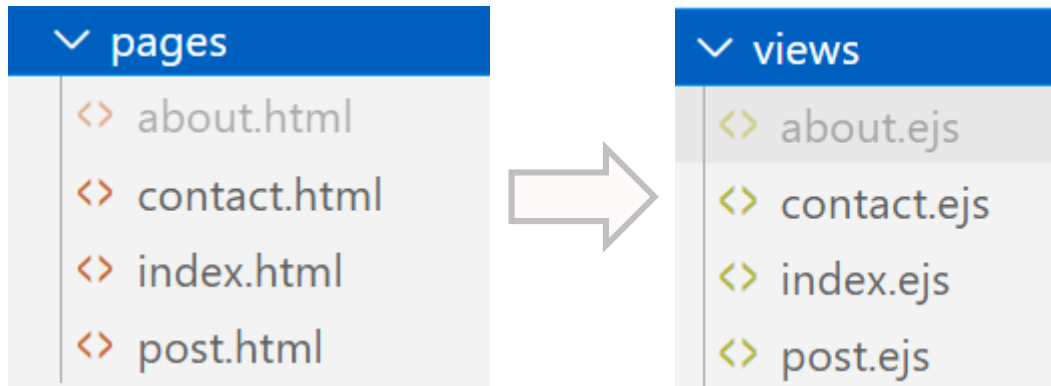 pages
about.html
contact.html
index.html
post.html
views
about.ejs
contact.ejs
index.ejs
post.ejs